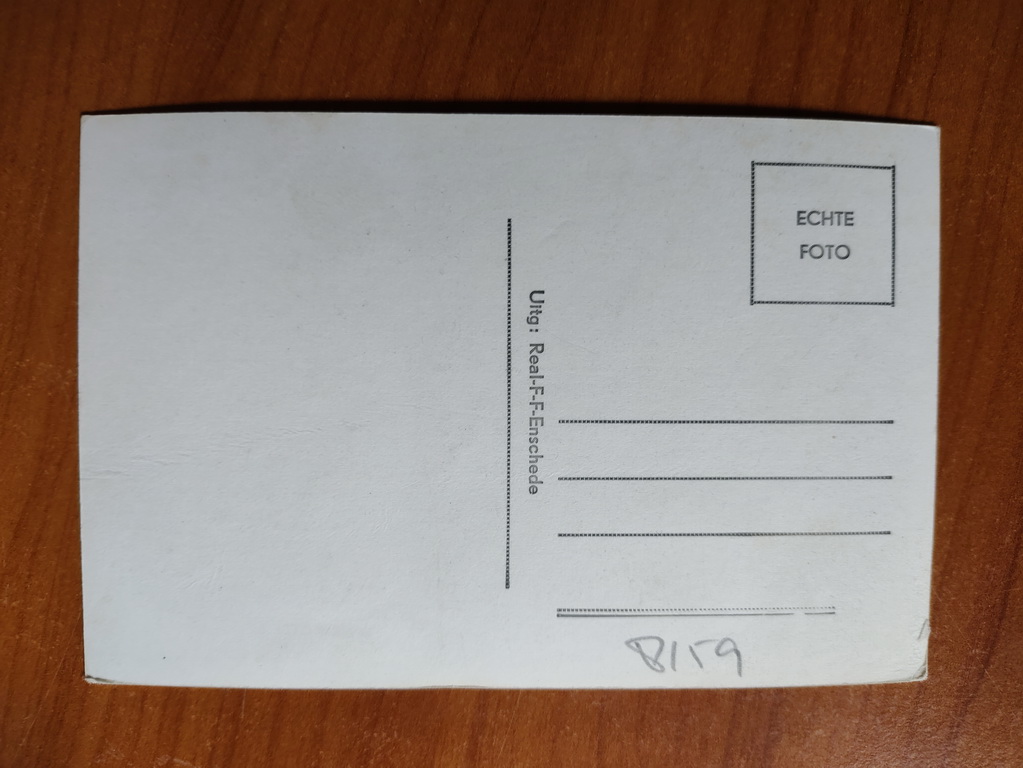 ECHTE
FOTO
Uitg: Real-F-F-Enschede
8159